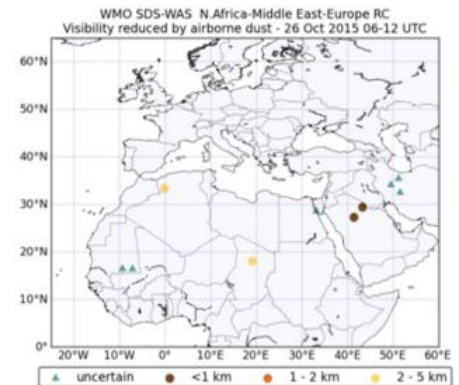 WMO SDS-WAS N.Africa-Middle East-Europe RC
Visibility reduced by airborne dust - 26 Oct 2015 06-12 UTC
60°N
50°N
40°N
30°N
20°N
10°N
0°
20°W 10°W 0° 10°E 20°E 30°E 40°E 50°E 60°E
uncertain <1 km 1 - 2 km 2 - 5 km